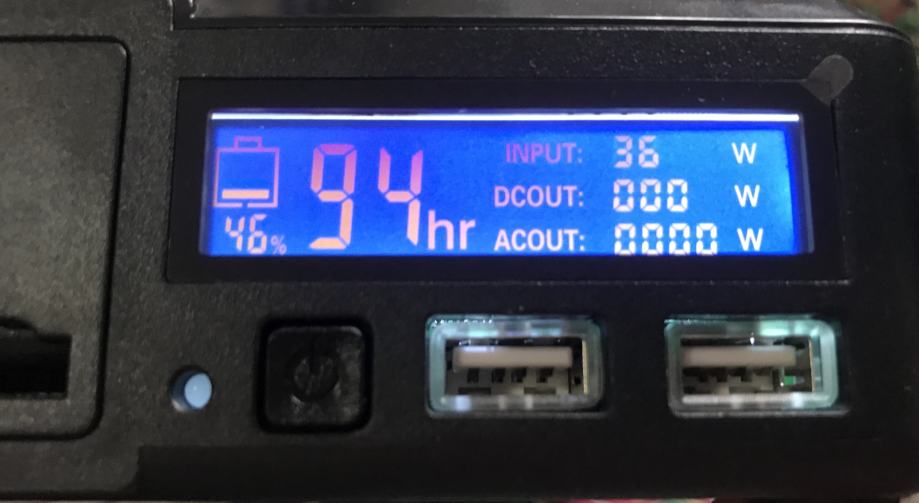 94hr
46%
INPUT: 36 W
DCOUT: 000 W
ACOUT: 0000 W